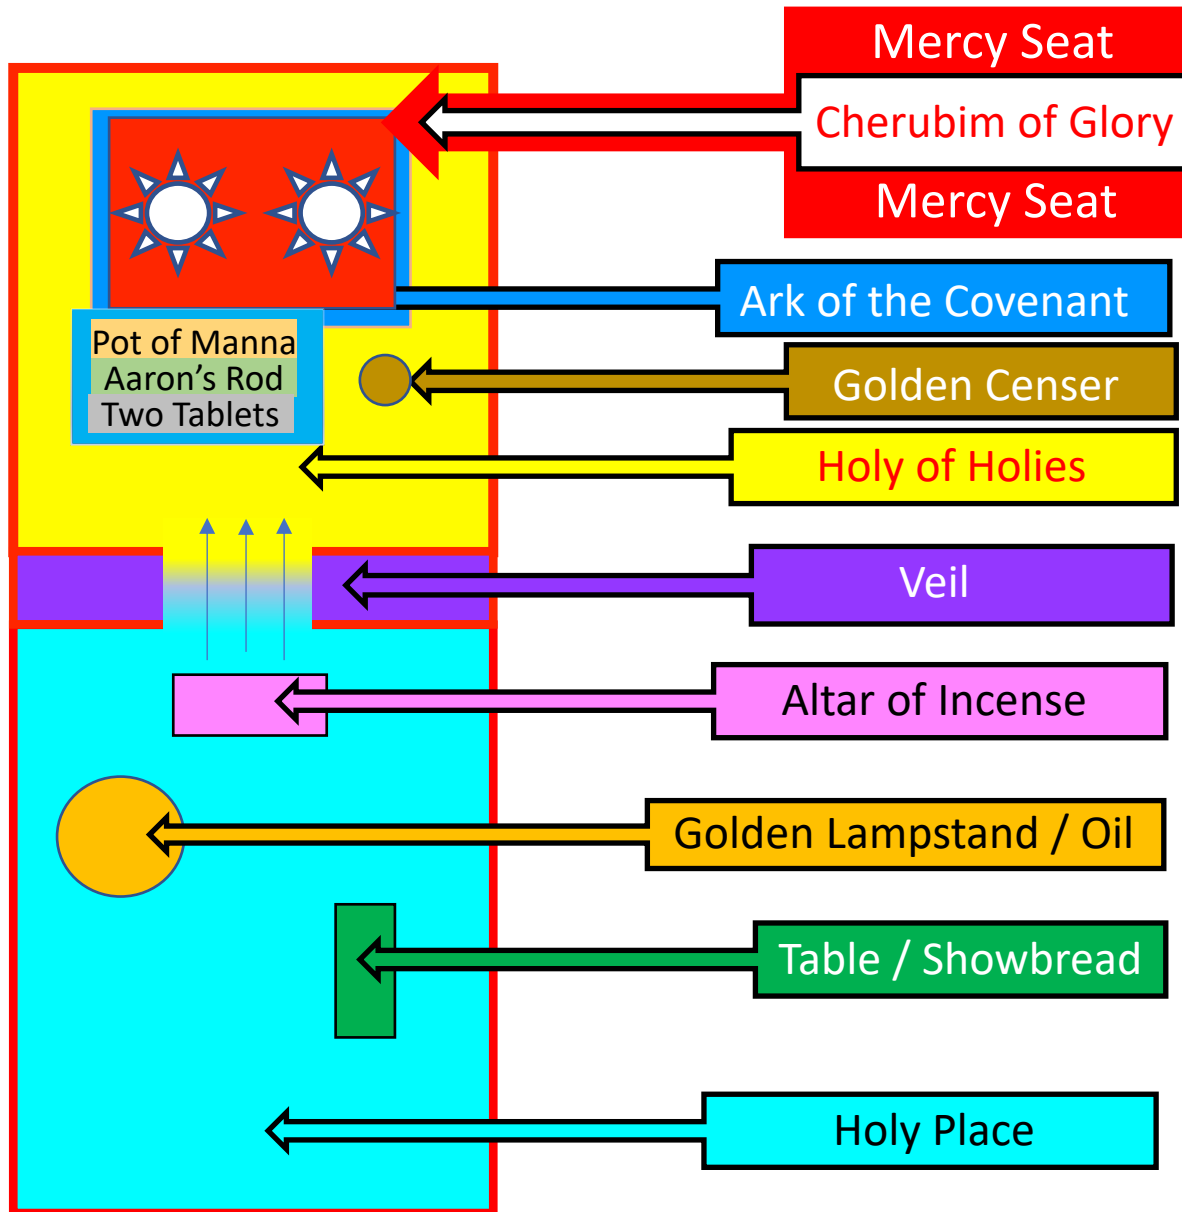 Mercy Seat
Cherubim of Glory
Mercy Seat
Ark of the Covenant
Pot of Manna
Aaron's Rod
Two Tablets
Golden Censer
Holy of Holies
Veil
Altar of Incense
Golden Lampstand / Oil
Table / Showbread
Holy Place